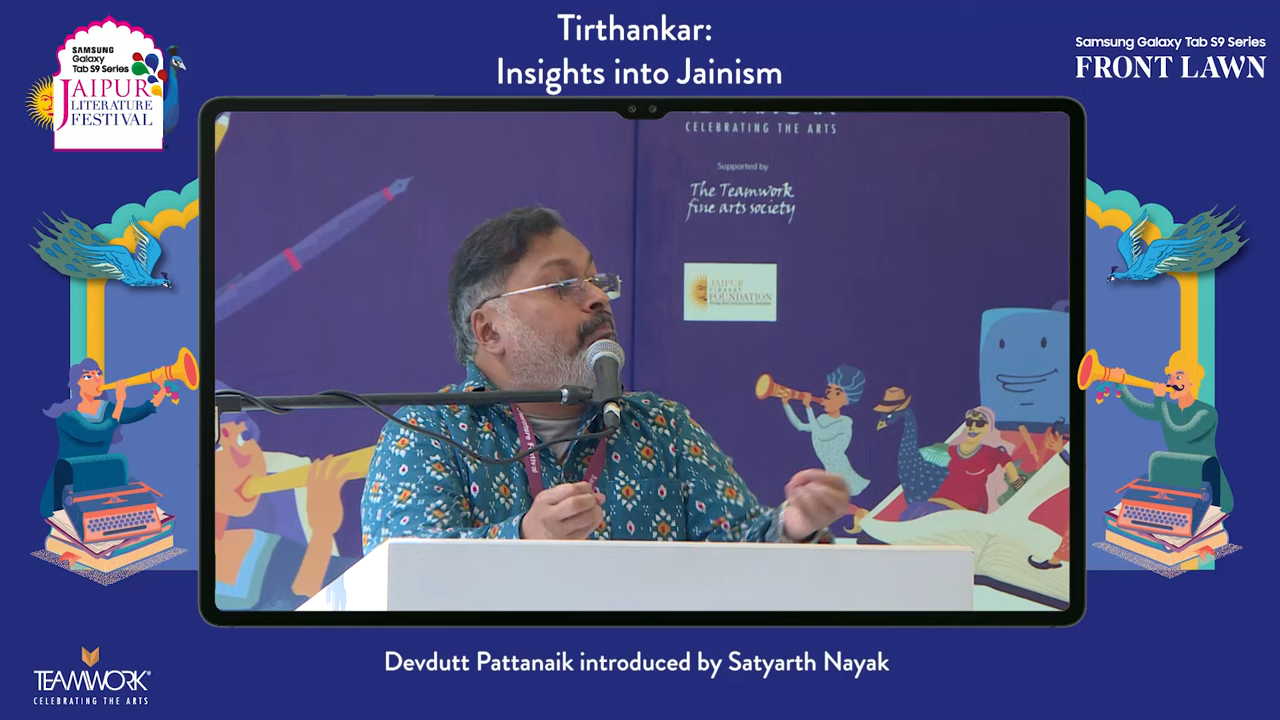 Tirthankar:
Insights into Jainism
SAMSUNG
Galaxy
Tab S9 Series
JAIPUR
LITERATURE
FESTIVAL
Samsung Galaxy Tab S9 Series
FRONT LAWN
CELEBRATING THE ARTS
Supported by
The Teamwork
fine arts society
JAIPUR
VIRASAT
FOUNDATION
Devdutt Pattanaik introduced by Satyarth Nayak
TEAMWORK®
CELEBRATING THE ARTS